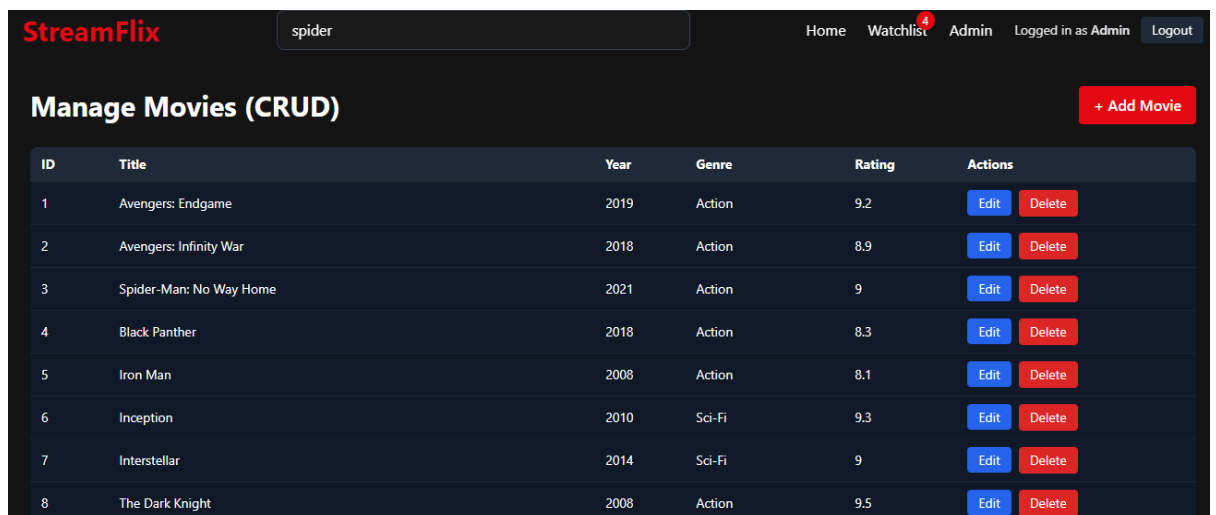 StreamFlix spider Home Watchlist 4 Admin Logged in as Admin Logout
Manage Movies (CRUD) + Add Movie
ID Title Year Genre Rating Actions
1 Avengers: Endgame 2019 Action 9.2 Edit Delete
2 Avengers: Infinity War 2018 Action 8.9 Edit Delete
3 Spider-Man: No Way Home 2021 Action 9 Edit Delete
4 Black Panther 2018 Action 8.3 Edit Delete
5 Iron Man 2008 Action 8.1 Edit Delete
6 Inception 2010 Sci-Fi 9.3 Edit Delete
7 Interstellar 2014 Sci-Fi 9 Edit Delete
8 The Dark Knight 2008 Action 9.5 Edit Delete